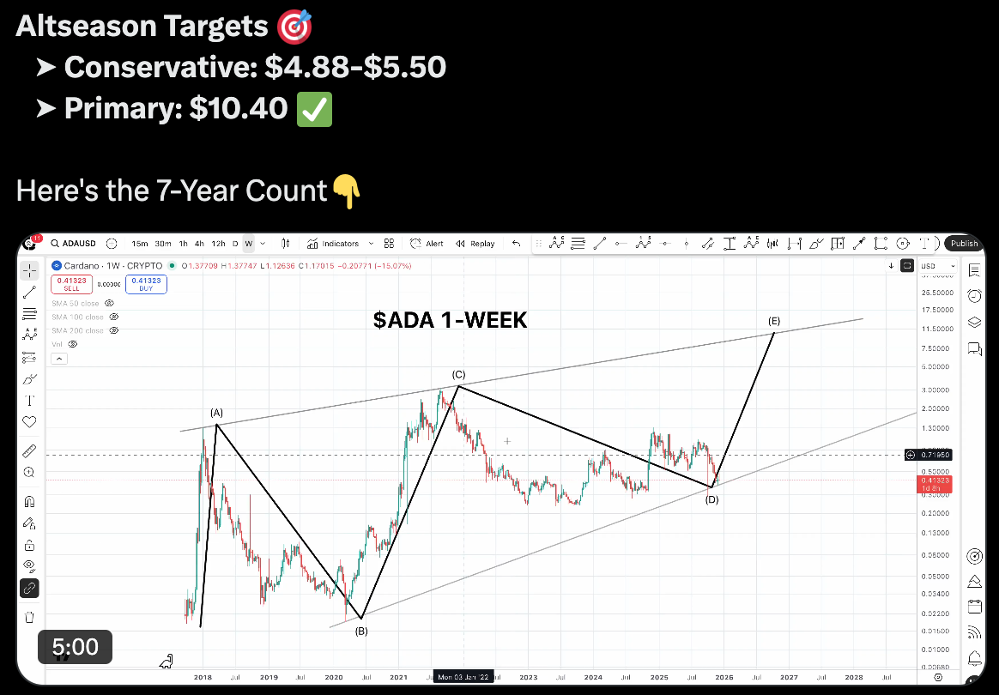 Altseason Targets 🎯
➤ Conservative: $4.88-$5.50
➤ Primary: $10.40 ✅
Here's the 7-Year Count👇
11
ADAUSD
15m 30m 1h 4h 12h D W
Indicators
Alert
Replay
Publish
Cardano · 1W · CRYPTO
O1.37709 H1.37747 L1.12636 C1.17015 −0.20771 (−15.07%)
USD
0.41323
SELL
0.00000
0.41323
BUY
SMA 50 close
SMA 100 close
SMA 200 close
Vol
$ADA 1-WEEK
(A)
(B)
(C)
(D)
(E)
26.50000
17.50000
11.50000
7.50000
3.00000
2.00000
1.30000
0.71950
0.50000
0.41323
1d 8h
0.30000
0.20000
0.13000
0.05000
0.03400
0.02200
0.01500
0.01000
0.00680
5:00
2018 Jul 2019 Jul 2020 Jul 2021 Mon 03 Jan '22 Jul 2023 Jul 2024 Jul 2025 Jul 2026 Jul 2027 Jul 2028 Jul